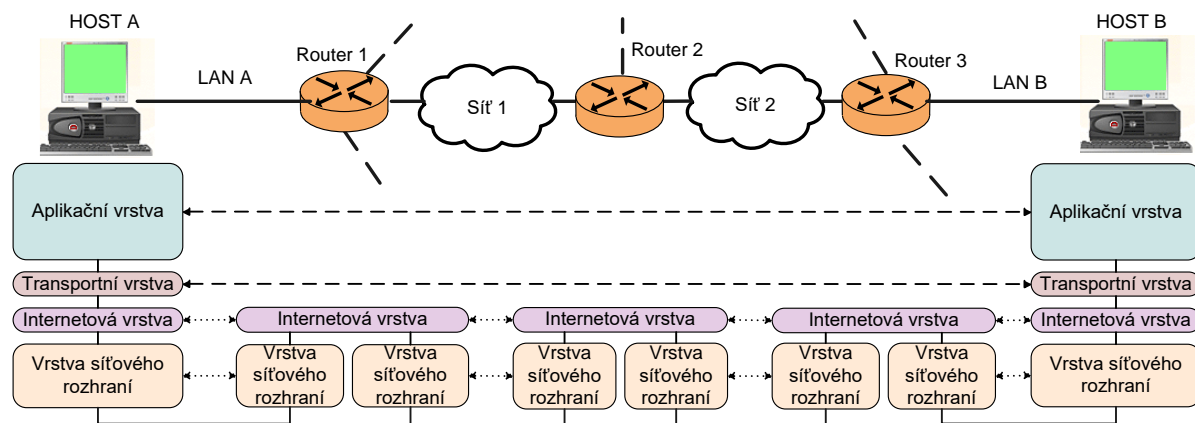 HOST A
HOST B
Router 1
Router 2
Router 3
LAN A
LAN B
Síť 1
Síť 2
Aplikační vrstva
Aplikační vrstva
Transportní vrstva
Transportní vrstva
Internetová vrstva
Internetová vrstva
Internetová vrstva
Internetová vrstva
Internetová vrstva
Vrstva síťového
rozhraní
Vrstva
síťového
rozhraní
Vrstva
síťového
rozhraní
Vrstva
síťového
rozhraní
Vrstva
síťového
rozhraní
Vrstva
síťového
rozhraní
Vrstva
síťového
rozhraní
Vrstva síťového
rozhraní